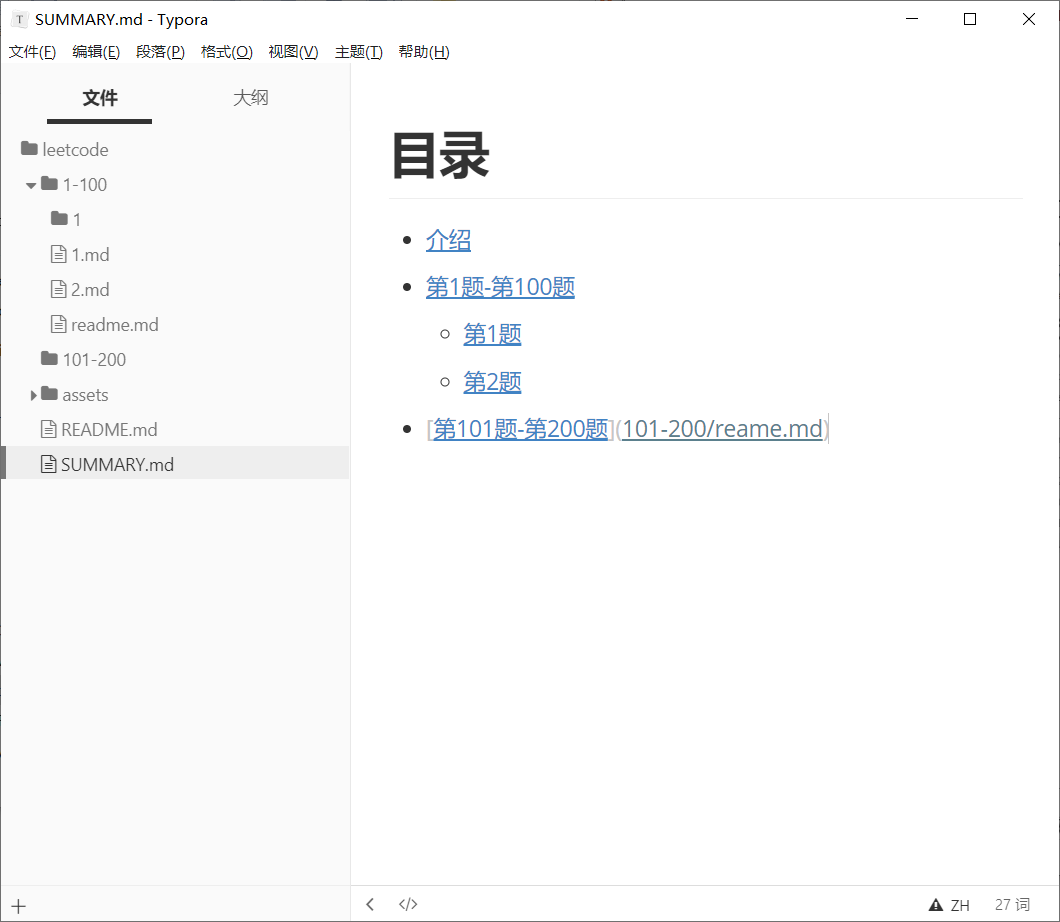 SUMMARY.md - Typora
文件(F) 编辑(E) 段落(P) 格式(O) 视图(V) 主题(T) 帮助(H)
文件 大纲
leetcode
1-100
1
1.md
2.md
readme.md
101-200
assets
README.md
SUMMARY.md
目录
介绍
第1题-第100题
第1题
第2题
[第101题-第200题](101-200/reame.md)
+ < </> ZH 27 词